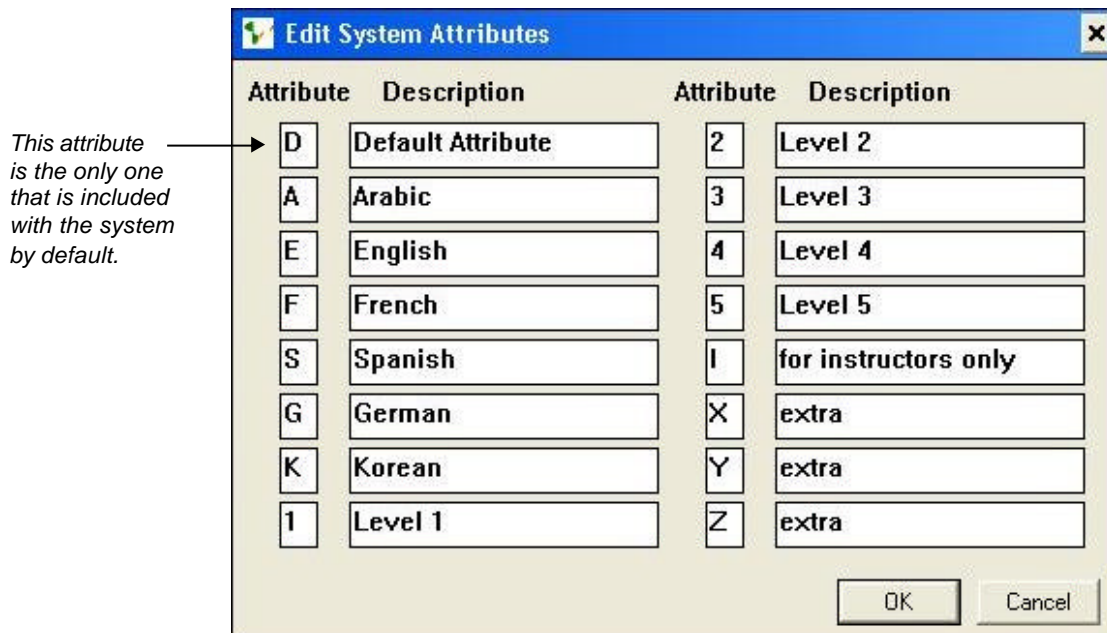 Edit System Attributes
Attribute Description Attribute Description
This attribute
is the only one
that is included
with the system
by default.
D Default Attribute 2 Level 2
A Arabic 3 Level 3
E English 4 Level 4
F French 5 Level 5
S Spanish I for instructors only
G German X extra
K Korean Y extra
1 Level 1 Z extra
OK Cancel